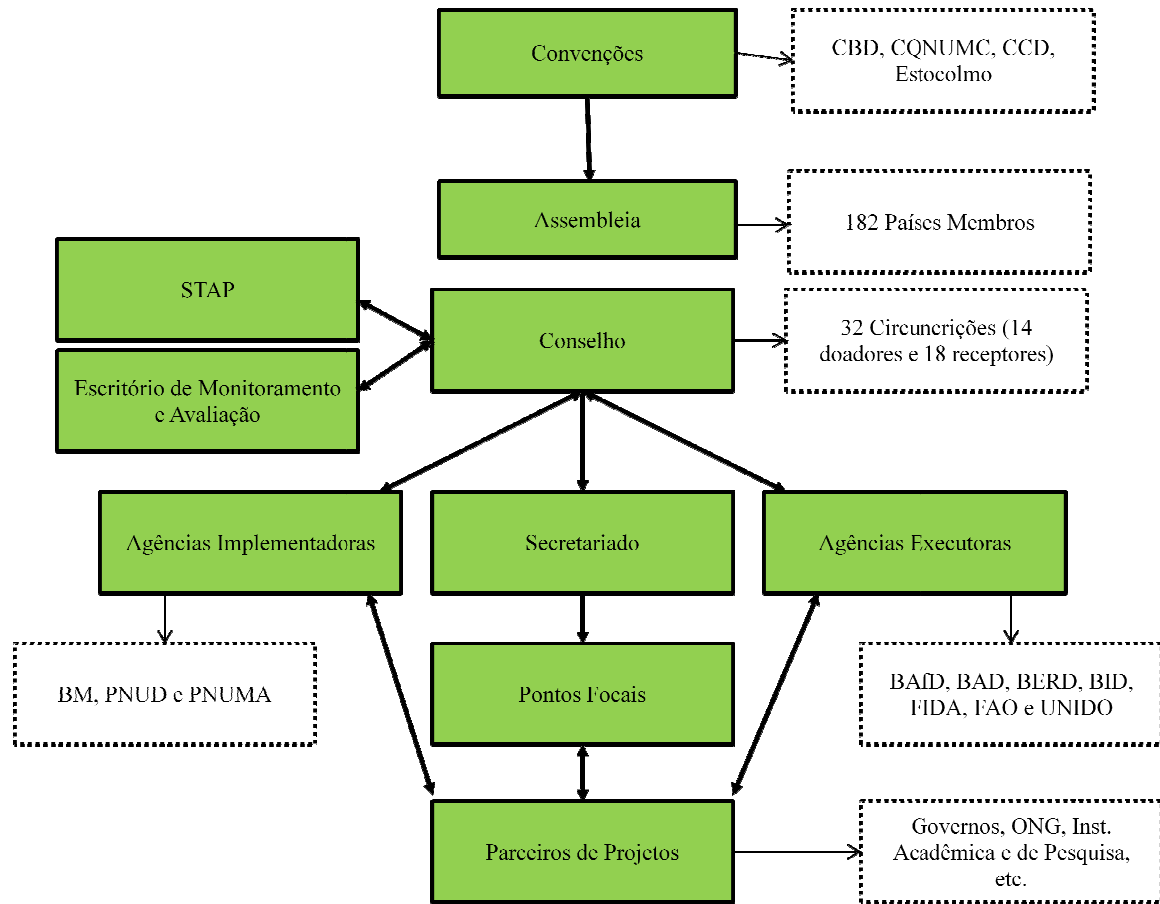 Convenções
CBD, CQNUMC, CCD,
Estocolmo
Assembleia
182 Países Membros
STAP
Conselho
32 Circuncrições (14
doadores e 18 receptores)
Escritório de Monitoramento
e Avaliação
Agências Implementadoras
Secretariado
Agências Executoras
BM, PNUD e PNUMA
Pontos Focais
BAfD, BAD, BERD, BID,
FIDA, FAO e UNIDO
Parceiros de Projetos
Governos, ONG, Inst.
Acadêmica e de Pesquisa,
etc.